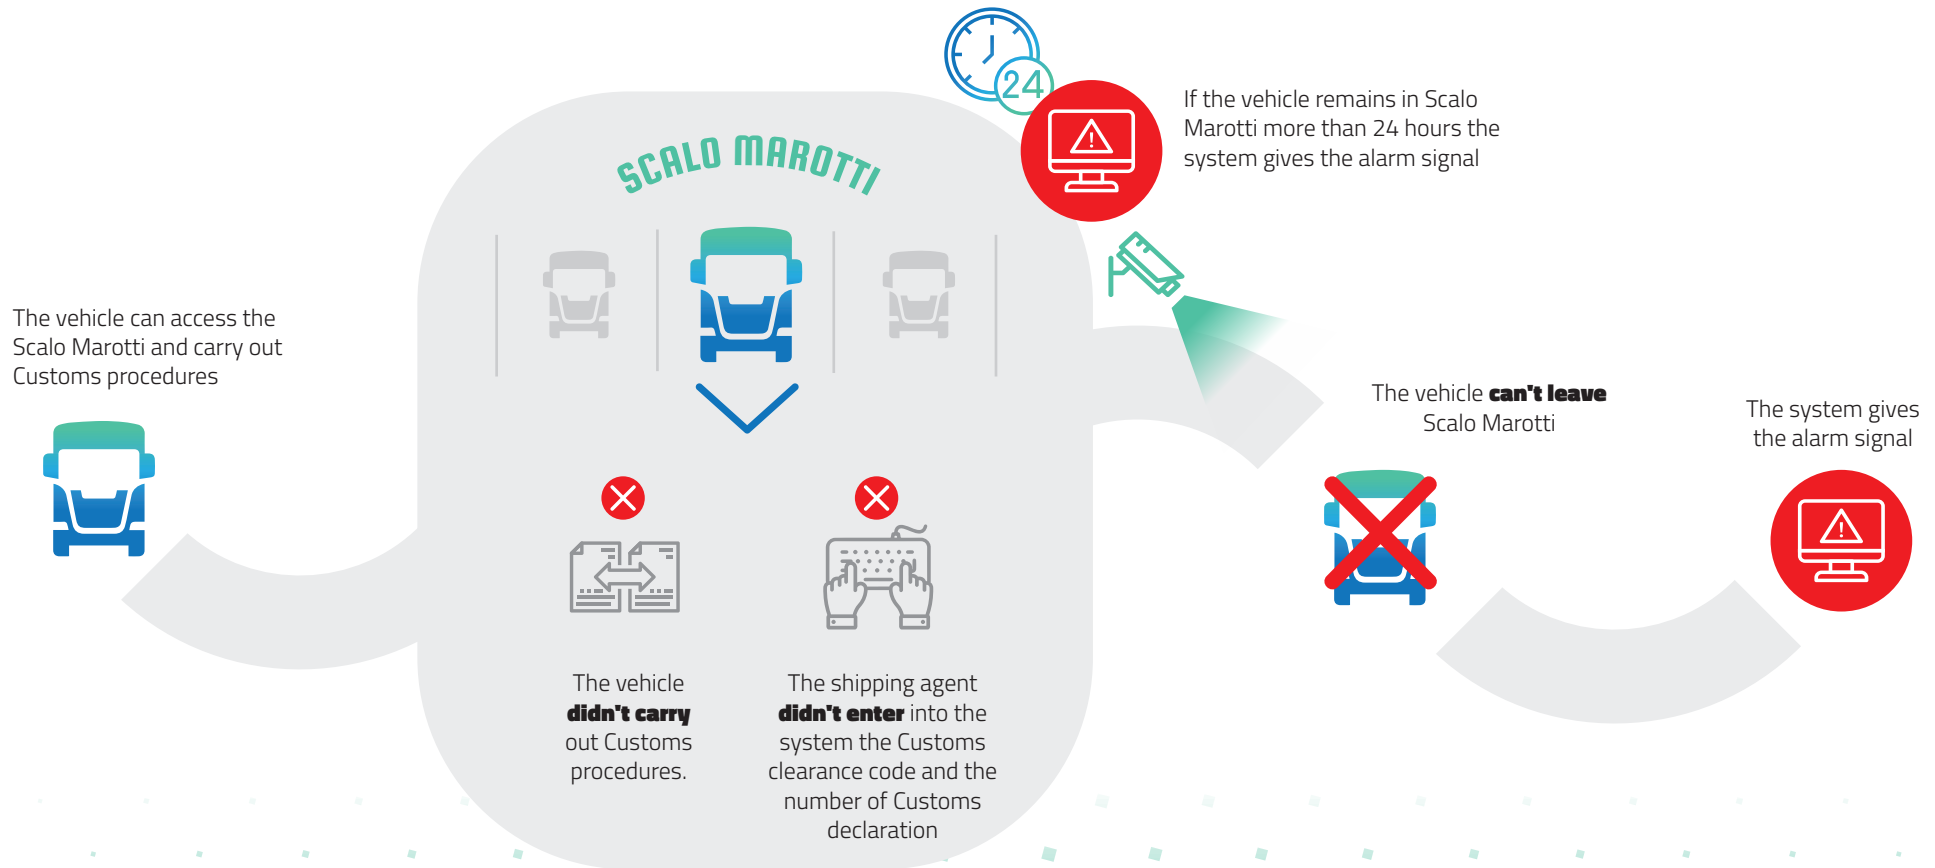 The vehicle can access the
Scalo Marotti and carry out
Customs procedures
SCALO MAROTTI
24
If the vehicle remains in Scalo
Marotti more than 24 hours the
system gives the alarm signal
The vehicle
didn't carry
out Customs
procedures.
The shipping agent
didn't enter into the
system the Customs
clearance code and the
number of Customs
declaration
The vehicle can't leave
Scalo Marotti
The system gives
the alarm signal